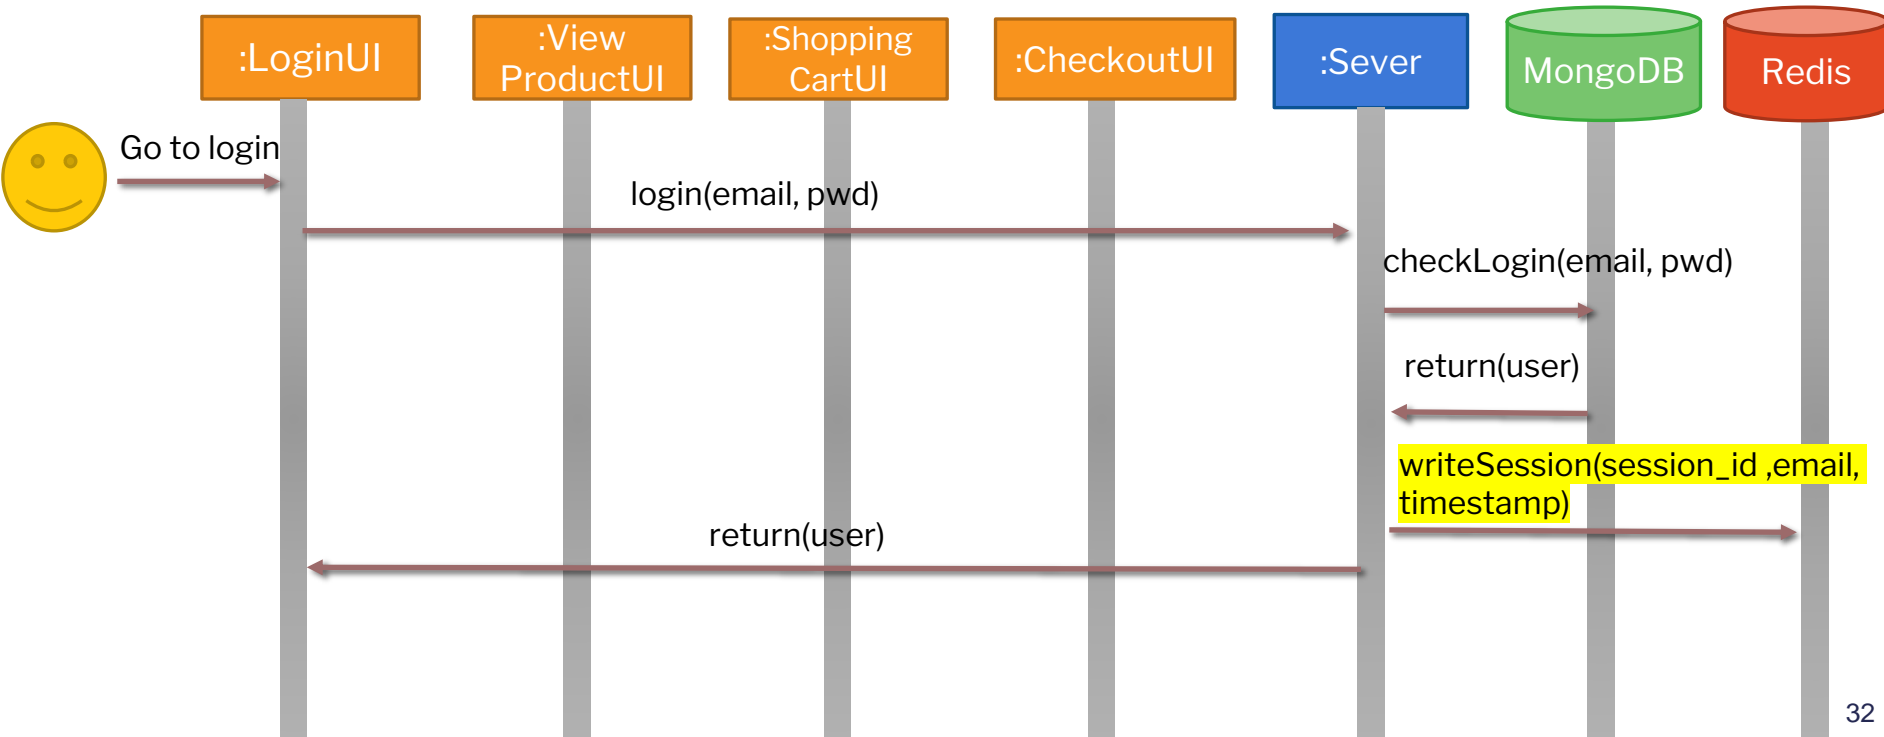 :LoginUI
:View
ProductUI
:Shopping
CartUI
:CheckoutUI
:Sever
MongoDB
Redis
Go to login
login(email, pwd)
checkLogin(email, pwd)
return(user)
writeSession(session_id ,email,
timestamp)
return(user)
32